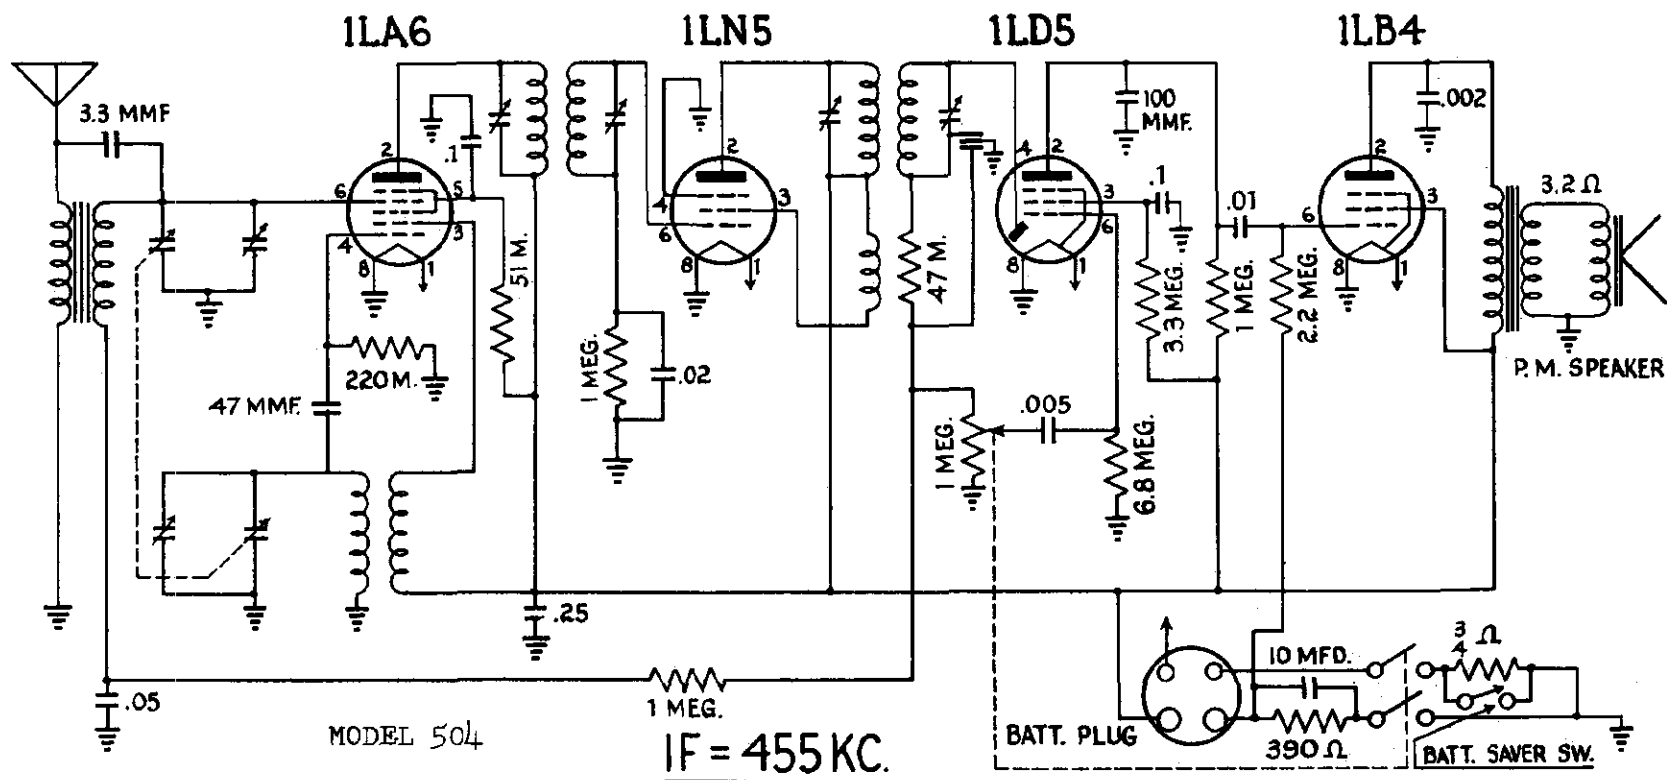 1LA6
1LN5
1LD5
1LB4
3.3 MMF
.1
2
6
5
4
3
8
1
51 M.
220 M.
47 MMF.
2
4
3
6
8
1
1 MEG.
.02
47 M.
4
2
3
6
8
1
100
MMF.
.1
3.3 MEG.
1 MEG.
.01
2.2 MEG.
2
6
3
8
1
.002
3.2 Ω
P.M. SPEAKER
.005
1 MEG.
6.8 MEG.
.25
.05
1 MEG.
MODEL 504
IF = 455 KC.
BATT. PLUG
10 MFD.
390 Ω
3
4
Ω
BATT. SAVER SW.